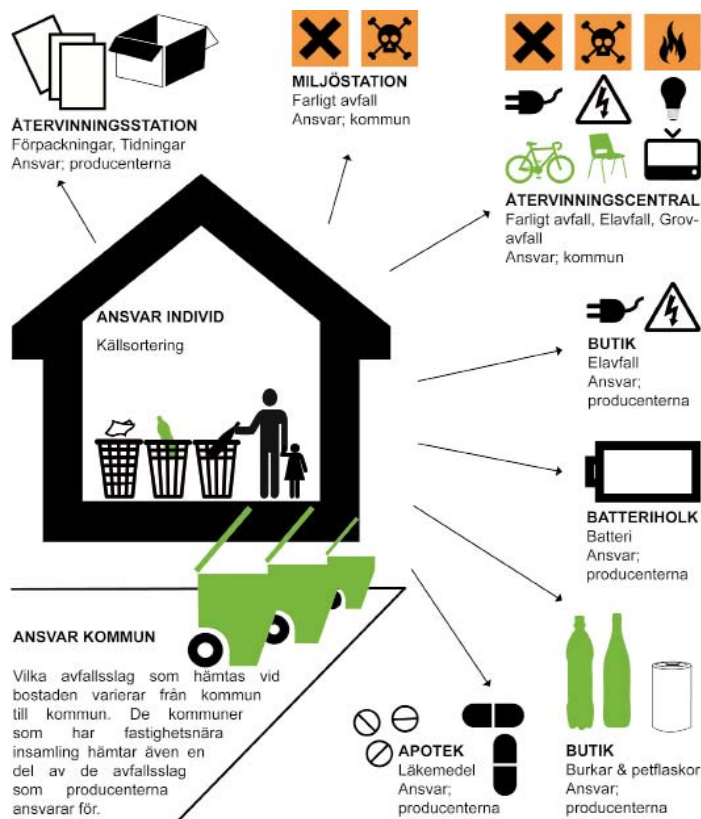 ÅTERVINNINGSSTATION
Förpackningar, Tidningar
Ansvar; producenterna
MILJÖSTATION
Farligt avfall
Ansvar; kommun
ÅTERVINNINGSCENTRAL
Farligt avfall, Elavfall, Grov-
avfall
Ansvar; kommun
ANSVAR INDIVID
Källsortering
BUTIK
Elavfall
Ansvar;
producenterna
BATTERIHOLK
Batteri
Ansvar;
producenterna
ANSVAR KOMMUN
Vilka avfallsslag som hämtas vid
bostaden varierar från kommun
till kommun. De kommuner
som har fastighetsnära
insamling hämtar även en
del av de avfallsslag
som producenterna
ansvarar för.
APOTEK
Läkemedel
Ansvar;
producenterna
BUTIK
Burkar & petflaskor
Ansvar;
producenterna